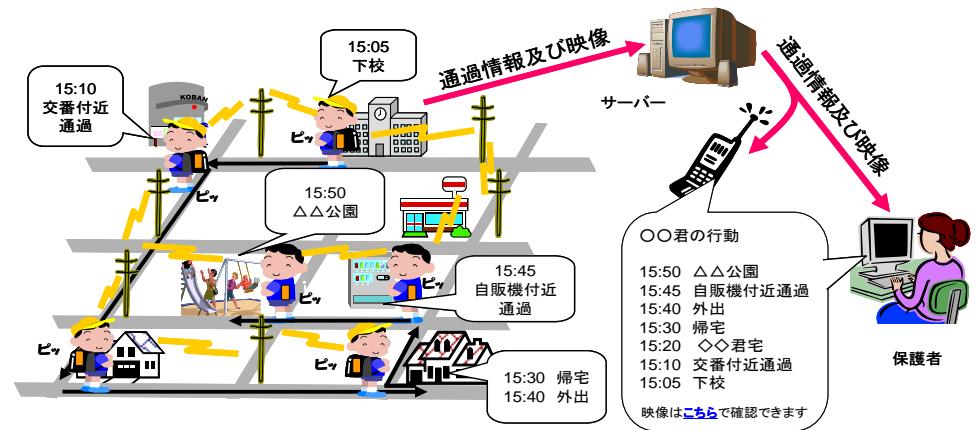 15:05
下校
15:10
交番付近
通過
KOBAN
ピッ
ピッ
通過情報及び映像
サーバー
通過情報及び映像
15:50
△△公園
ピッ
ピッ
15:45
自販機付近
通過
ピッ
ピッ
15:30 帰宅
15:40 外出
〇〇君の行動
15:50 △△公園
15:45 自販機付近通過
15:40 外出
15:30 帰宅
15:20 ◇◇君宅
15:10 交番付近通過
15:05 下校
映像はこちらで確認できます
保護者